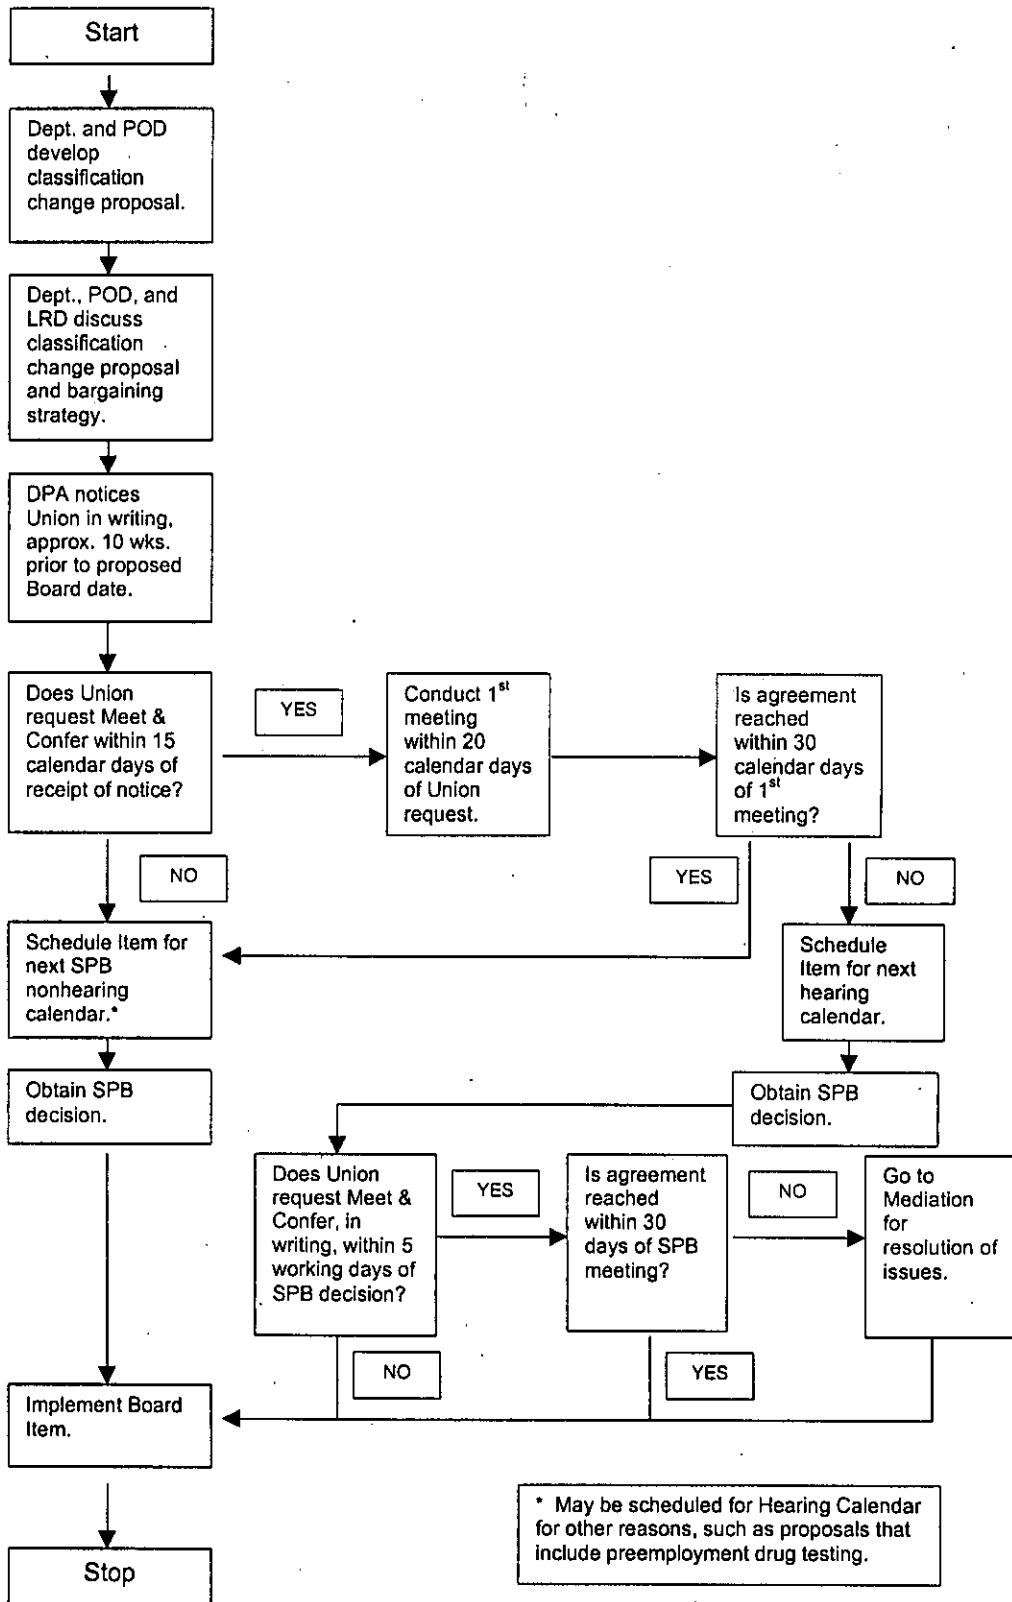 Start
Dept. and POD
develop
classification
change proposal.
Dept., POD, and
LRD discuss
classification
change proposal
and bargaining
strategy.
DPA notices
Union in writing,
approx. 10 wks.
prior to proposed
Board date.
Does Union
request Meet &
Confer within 15
calendar days of
receipt of notice?
YES
Conduct 1st
meeting
within 20
calendar days
of Union
request.
Is agreement
reached
within 30
calendar days
of 1st
meeting?
NO
YES
NO
Schedule Item for
next SPB
nonhearing
calendar.*
Schedule
Item for next
hearing
calendar.
Obtain SPB
decision.
Obtain SPB
decision.
Does Union
request Meet &
Confer, in
writing, within 5
working days of
SPB decision?
YES
Is agreement
reached
within 30
days of SPB
meeting?
NO
Go to
Mediation
for
resolution of
issues.
NO
YES
Implement Board
Item.
* May be scheduled for Hearing Calendar
for other reasons, such as proposals that
include preemployment drug testing.
Stop